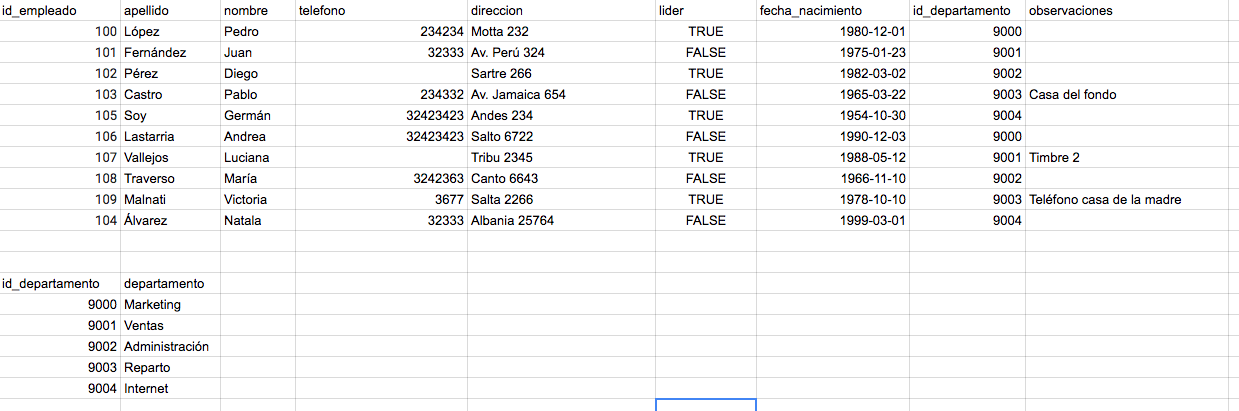 id_empleado apellido nombre telefono direccion lider fecha_nacimiento id_departamento observaciones
100 López Pedro 234234 Motta 232 TRUE 1980-12-01 9000
101 Fernández Juan 32333 Av. Perú 324 FALSE 1975-01-23 9001
102 Pérez Diego Sartre 266 TRUE 1982-03-02 9002
103 Castro Pablo 234332 Av. Jamaica 654 FALSE 1965-03-22 9003 Casa del fondo
105 Soy Germán 32423423 Andes 234 TRUE 1954-10-30 9004
106 Lastarria Andrea 32423423 Salto 6722 FALSE 1990-12-03 9000
107 Vallejos Luciana Tribu 2345 TRUE 1988-05-12 9001 Timbre 2
108 Traverso María 3242363 Canto 6643 FALSE 1966-11-10 9002
109 Malnati Victoria 3677 Salta 2266 TRUE 1978-10-10 9003 Teléfono casa de la madre
104 Álvarez Natala 32333 Albania 25764 FALSE 1999-03-01 9004
id_departamento departamento
9000 Marketing
9001 Ventas
9002 Administración
9003 Reparto
9004 Internet